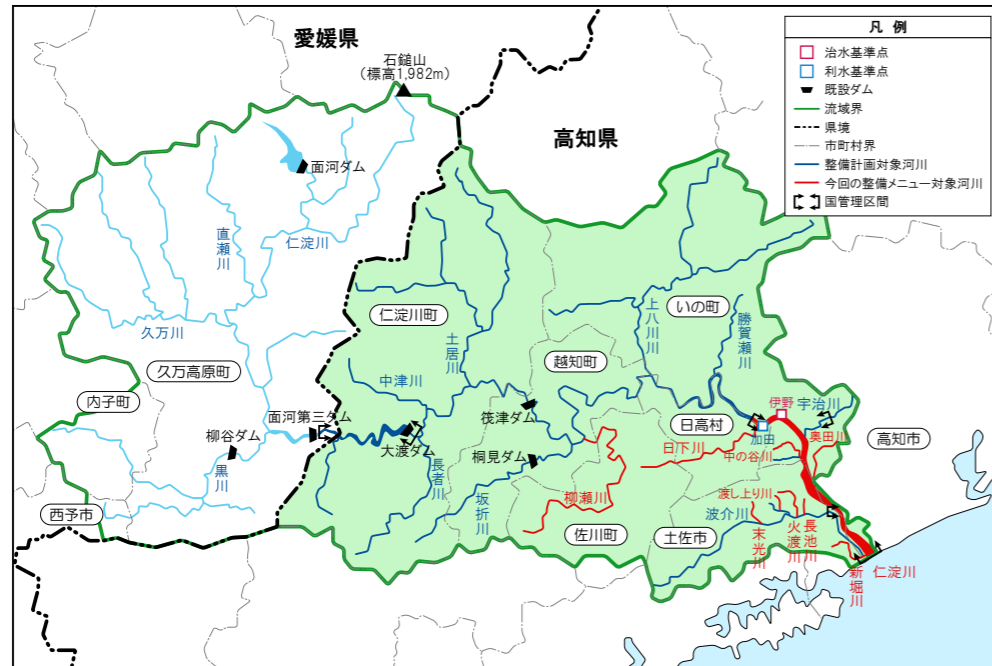 愛媛県
石鎚山
(標高1,982m)
高知県
凡 例
治水基準点
利水基準点
既設ダム
流域界
県境
市町村界
整備計画対象河川
今回の整備メニュー対象河川
国管理区間
面河ダム
直瀬川
仁淀川
久万川
久万高原町
内子町
面河第三ダム
柳谷ダム
黒川
西予市
仁淀川町
土居川
中津川
大渡ダム
長者川
坂折川
筏津ダム
桐見ダム
越知町
上八川川
いの町
勝賀瀬川
柳瀬川
佐川町
日高村
日下川
伊野
加田
宇治川
奥田川
中の谷川
高知市
渡し上り川
波介川
土佐市
末光川
火渡川
長池川
新堀川
仁淀川